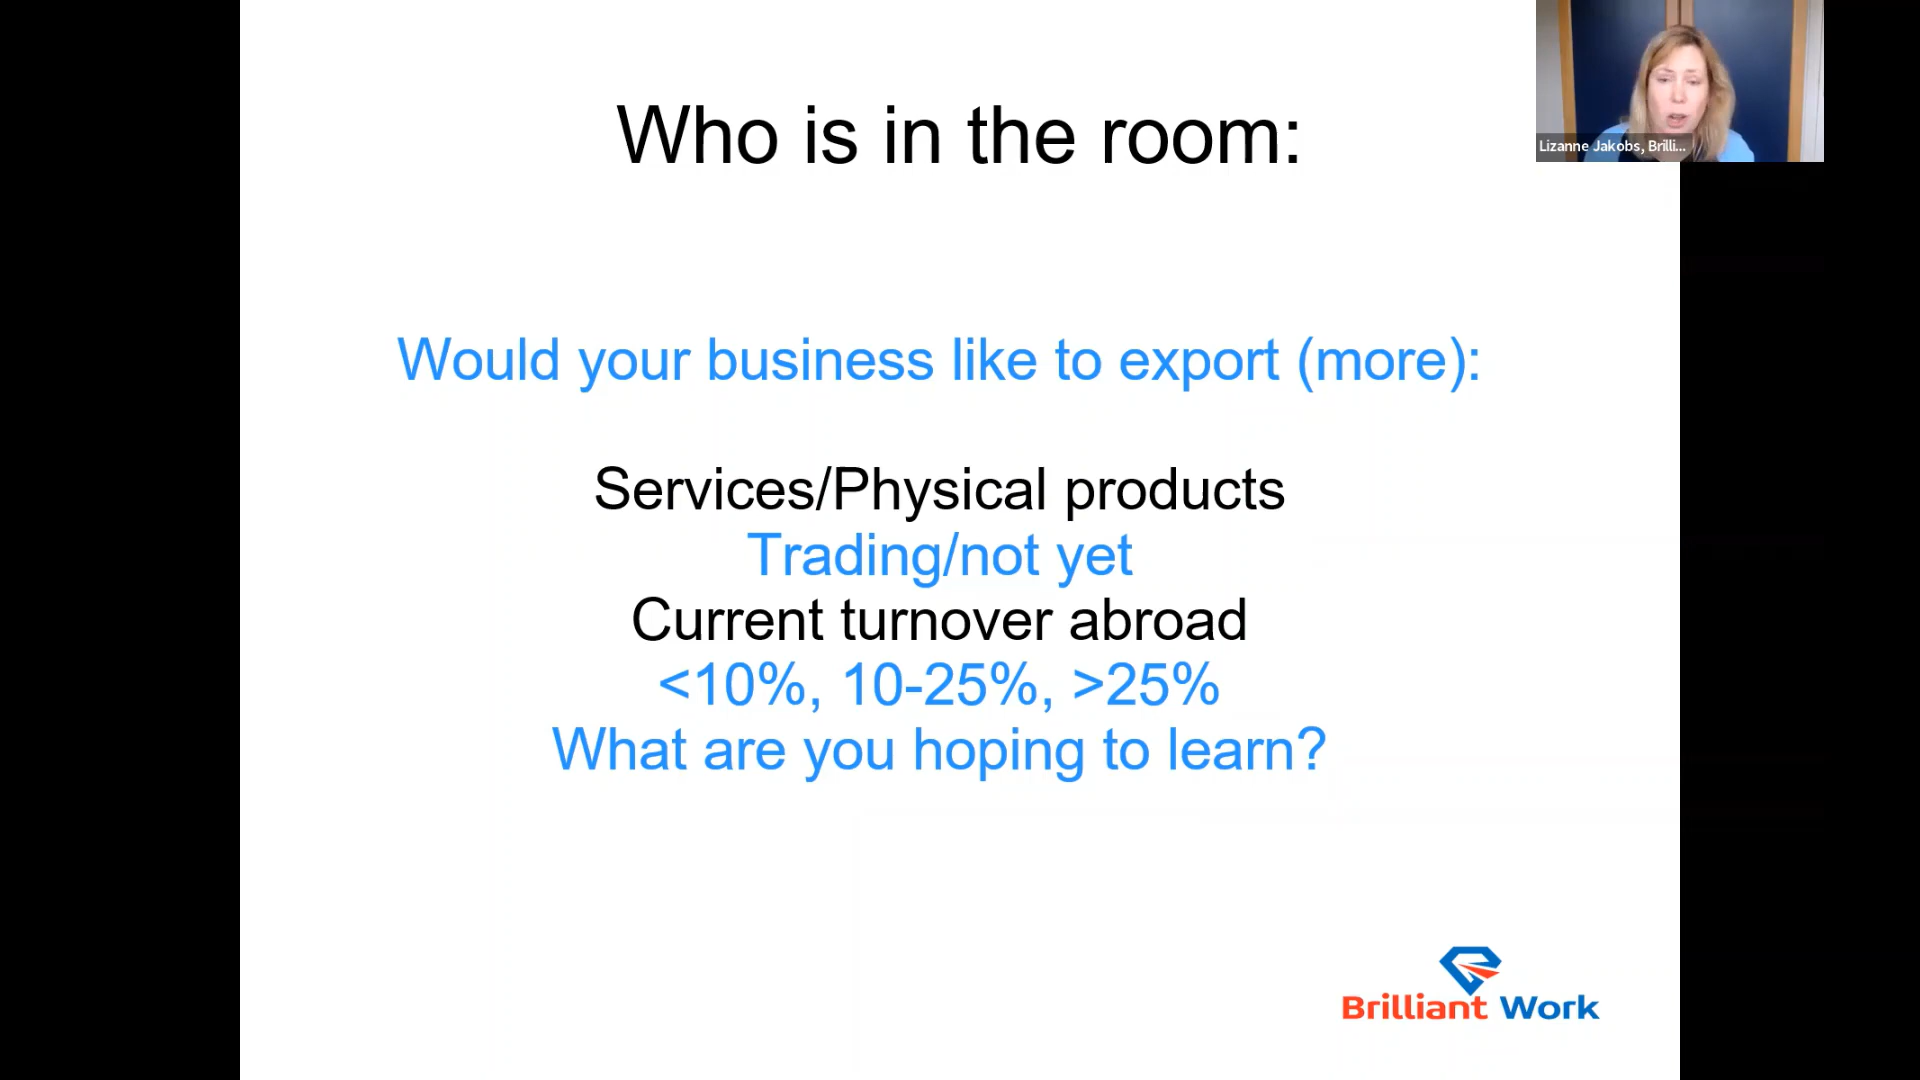 Who is in the room:
Lizanne Jakobs, Brilli...
Would your business like to export (more):
Services/Physical products
Trading/not yet
Current turnover abroad
<10%, 10-25%, >25%
What are you hoping to learn?
Brilliant Work